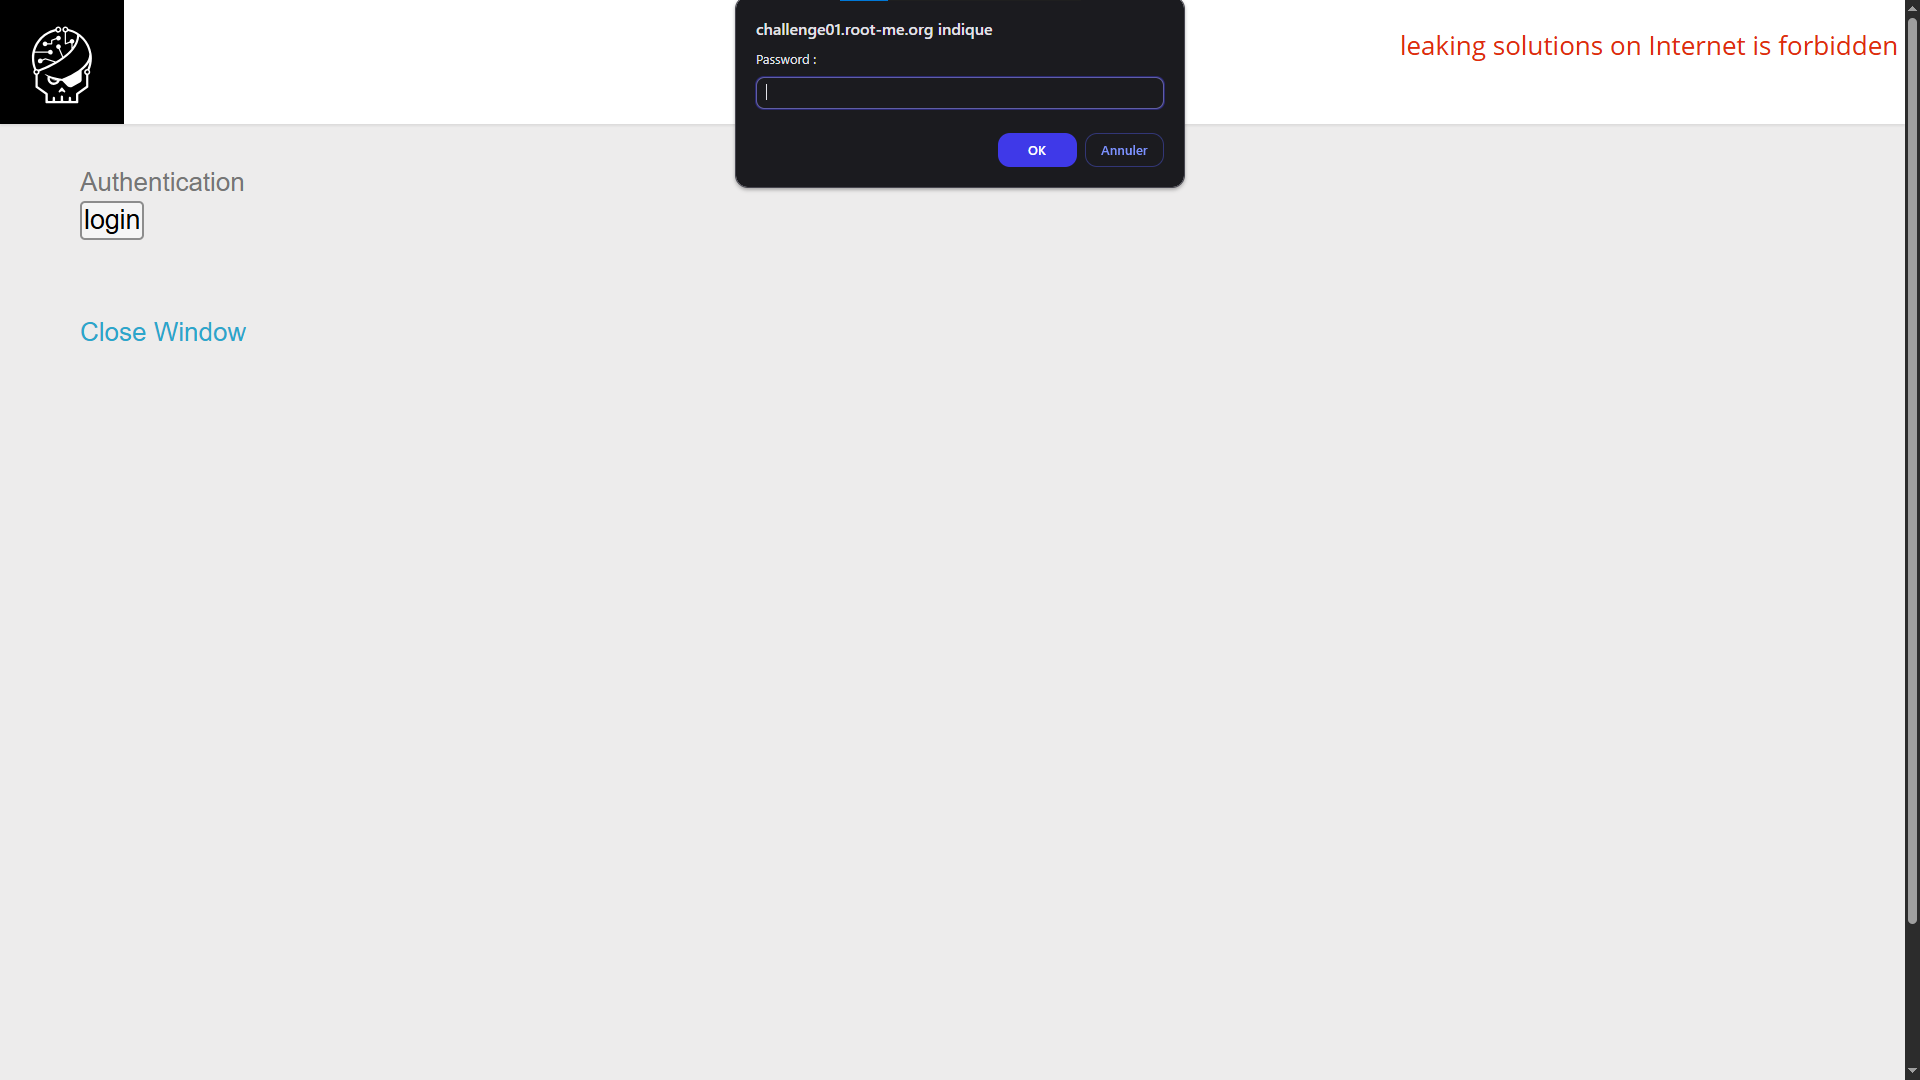 challenge01.root-me.org indique
Password :
OK
Annuler
leaking solutions on Internet is forbidden
Authentication
login
Close Window